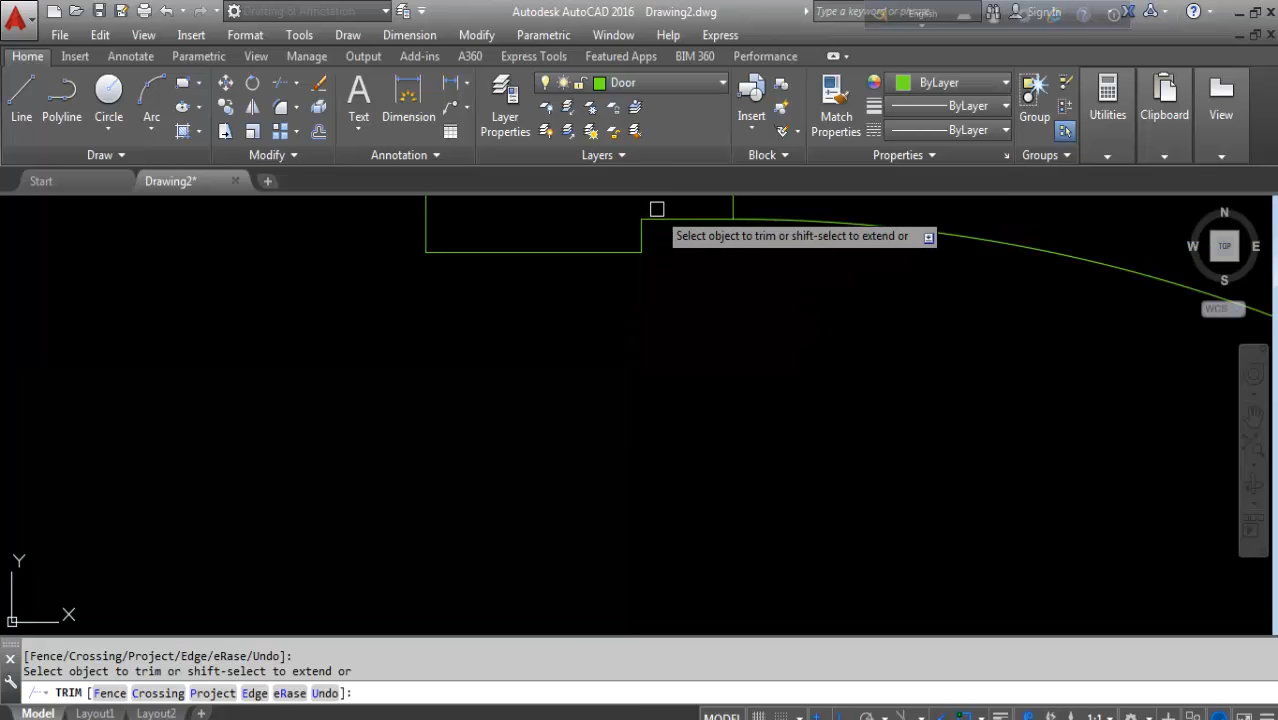 Drafting & Annotation
Autodesk AutoCAD 2016 Drawing2.dwg
Type a keyword or phrase
English
Sign In
File Edit View Insert Format Tools Draw Dimension Modify Parametric Window Help Express
Home Insert Annotate Parametric View Manage Output Add-ins A360 Express Tools Featured Apps BIM 360 Performance
Door
ByLayer
ByLayer
ByLayer
Line Polyline Circle Arc
Text Dimension
Layer Properties
Insert
Match Properties
Group
Utilities Clipboard View
Draw Modify Annotation Layers Block Properties Groups
Start Drawing2*
N
W TOP E
S
WCS
Select object to trim or shift-select to extend or
Y
X
[Fence/Crossing/Project/Edge/eRase/Undo]:
Select object to trim or shift-select to extend or
TRIM [Fence Crossing Project Edge eRase Undo]:
Model Layout1 Layout2 +
MODEL 1:1